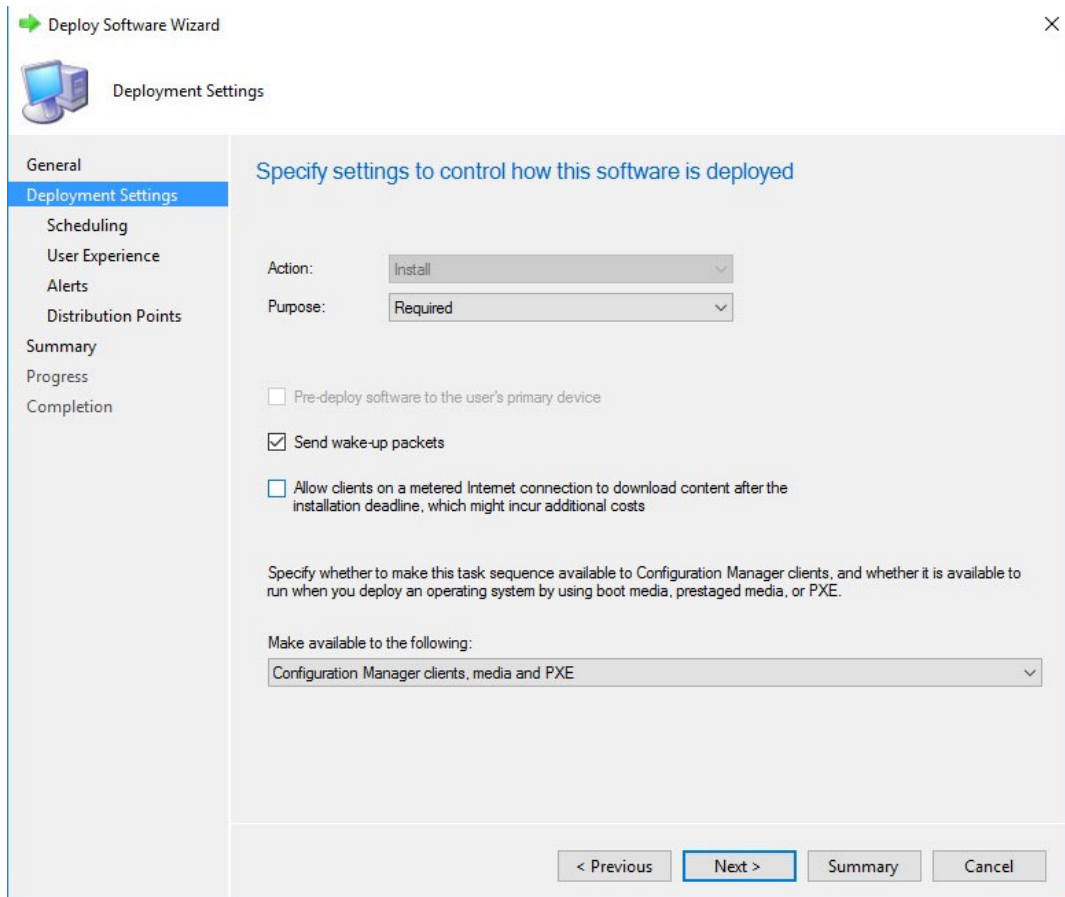 Deploy Software Wizard
Deployment Settings
General
Deployment Settings
Scheduling
User Experience
Alerts
Distribution Points
Summary
Progress
Completion
Specify settings to control how this software is deployed
Action: Install
Purpose: Required
Pre-deploy software to the user's primary device
Send wake-up packets
Allow clients on a metered Internet connection to download content after the
installation deadline, which might incur additional costs
Specify whether to make this task sequence available to Configuration Manager clients, and whether it is available to
run when you deploy an operating system by using boot media, prestaged media, or PXE.
Make available to the following:
Configuration Manager clients, media and PXE
< Previous Next > Summary Cancel